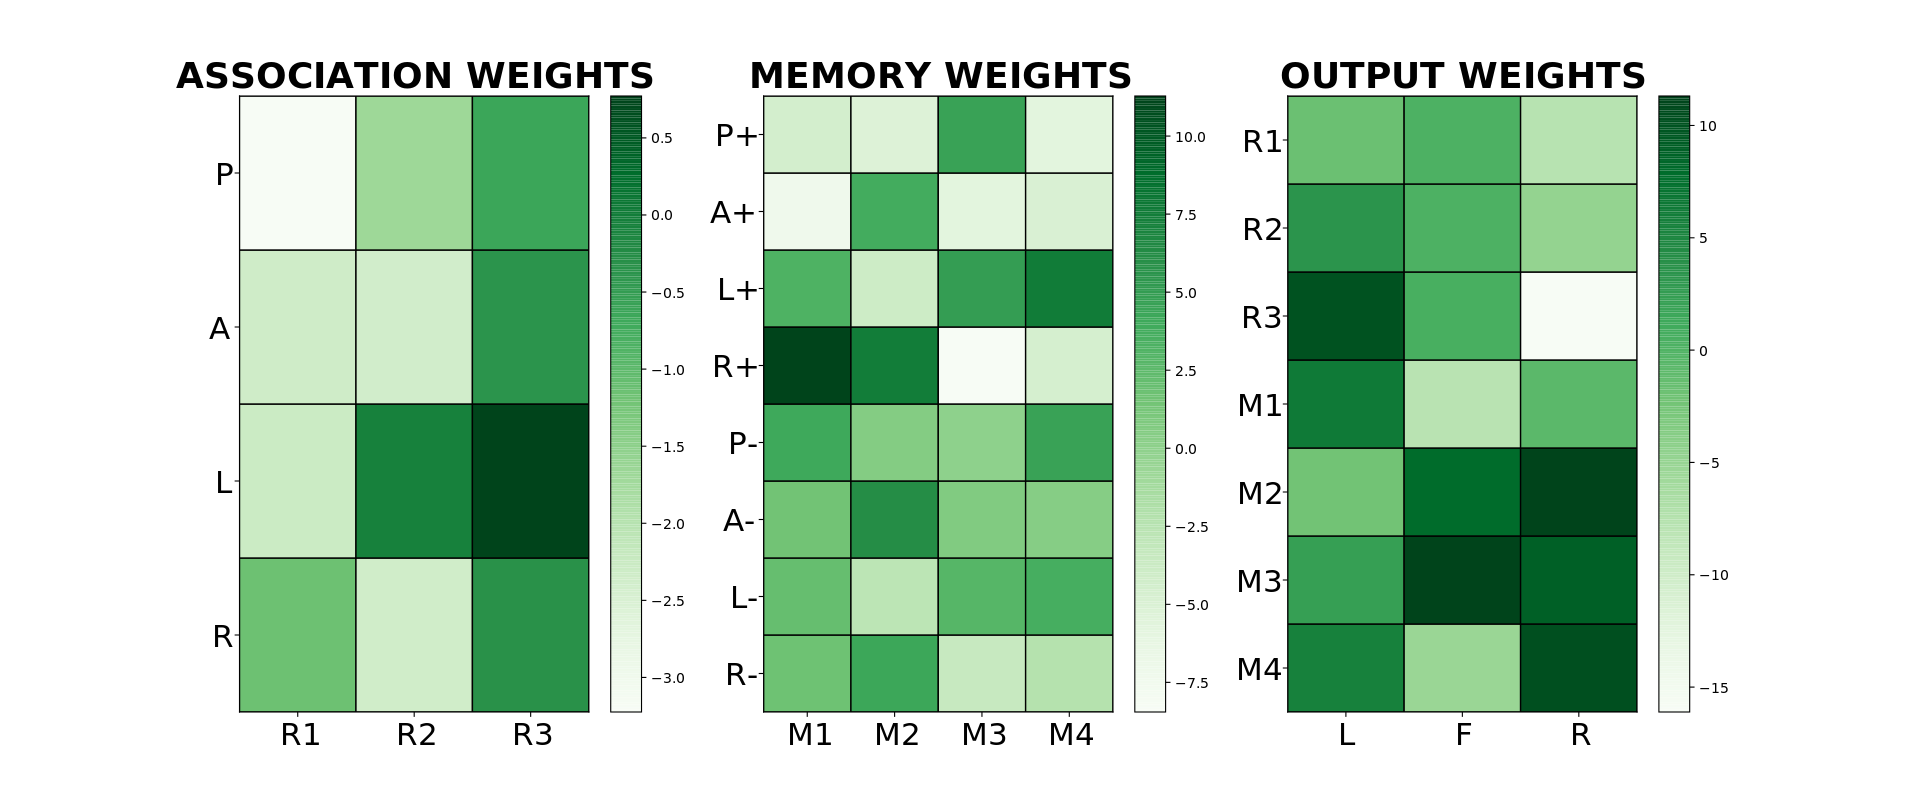 ASSOCIATION WEIGHTS
P
A
L
R
R1 R2 R3
0.5
0.0
−0.5
−1.0
−1.5
−2.0
−2.5
−3.0
MEMORY WEIGHTS
P+
A+
L+
R+
P-
A-
L-
R-
M1 M2 M3 M4
10.0
7.5
5.0
2.5
0.0
−2.5
−5.0
−7.5
OUTPUT WEIGHTS
R1
R2
R3
M1
M2
M3
M4
L F R
10
5
0
−5
−10
−15